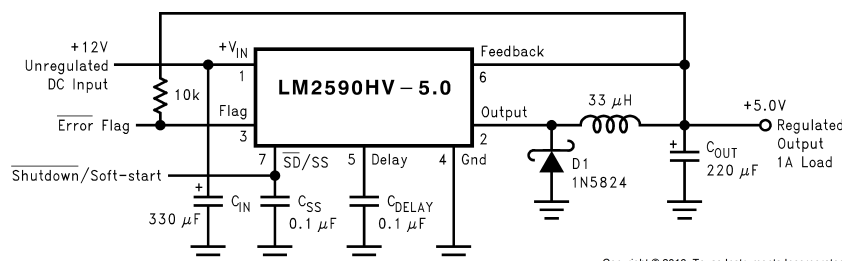 +12V
Unregulated
DC Input
+V_IN
1
LM2590HV – 5.0
Feedback
6
10k
Flag
3
Error Flag
Output
2
33 μH
+5.0V
Regulated
Output
1A Load
7
SD/SS
5
Delay
4
Gnd
D1
1N5824
C_OUT
220 μF
Shutdown/Soft-start
+
C_IN
330 μF
C_SS
0.1 μF
C_DELAY
0.1 μF
+